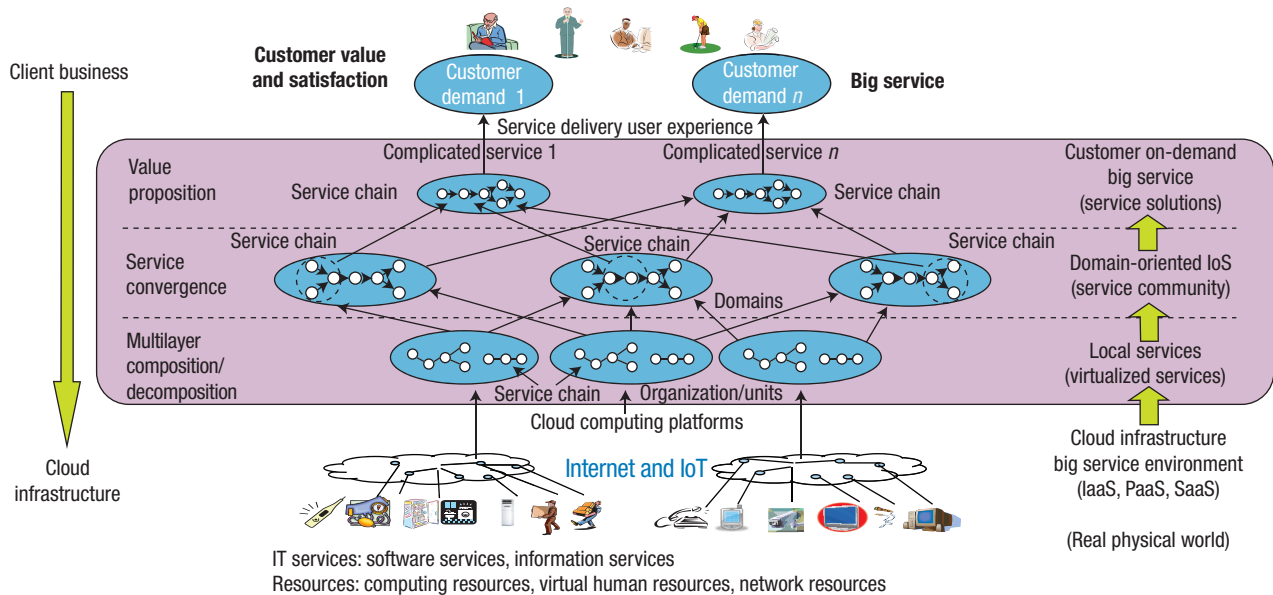 Client business
Customer value
and satisfaction
Customer
demand 1
Customer
demand n
Big service
Service delivery user experience
Complicated service 1
Complicated service n
Customer on-demand
big service
(service solutions)
Value
proposition
Service chain
Service chain
Service chain
Service chain
Service chain
Service
convergence
Domain-oriented IoS
(service community)
Domains
Multilayer
composition/
decomposition
Local services
(virtualized services)
Service chain
Organization/units
Cloud computing platforms
Cloud
infrastructure
Internet and IoT
Cloud infrastructure
big service environment
(IaaS, PaaS, SaaS)
(Real physical world)
IT services: software services, information services
Resources: computing resources, virtual human resources, network resources